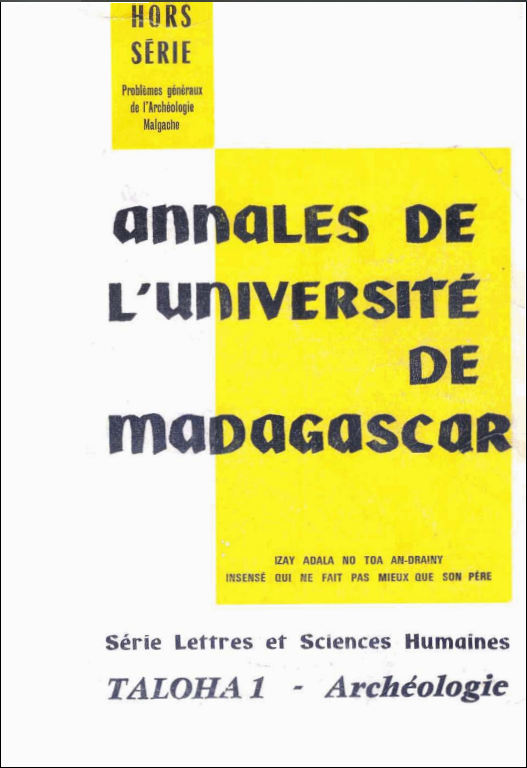 HORS
SÉRIE
Problèmes généraux
de l'Archéologie
Malgache
ANNALES DE
L'UNIVERSITÉ
DE
MADAGASCAR
IZAY ADALA NO TOA AN-DRAINY
INSENSÉ QUI NE FAIT PAS MIEUX QUE SON PÈRE
Série Lettres et Sciences Humaines
TALOHA 1 - Archéologie